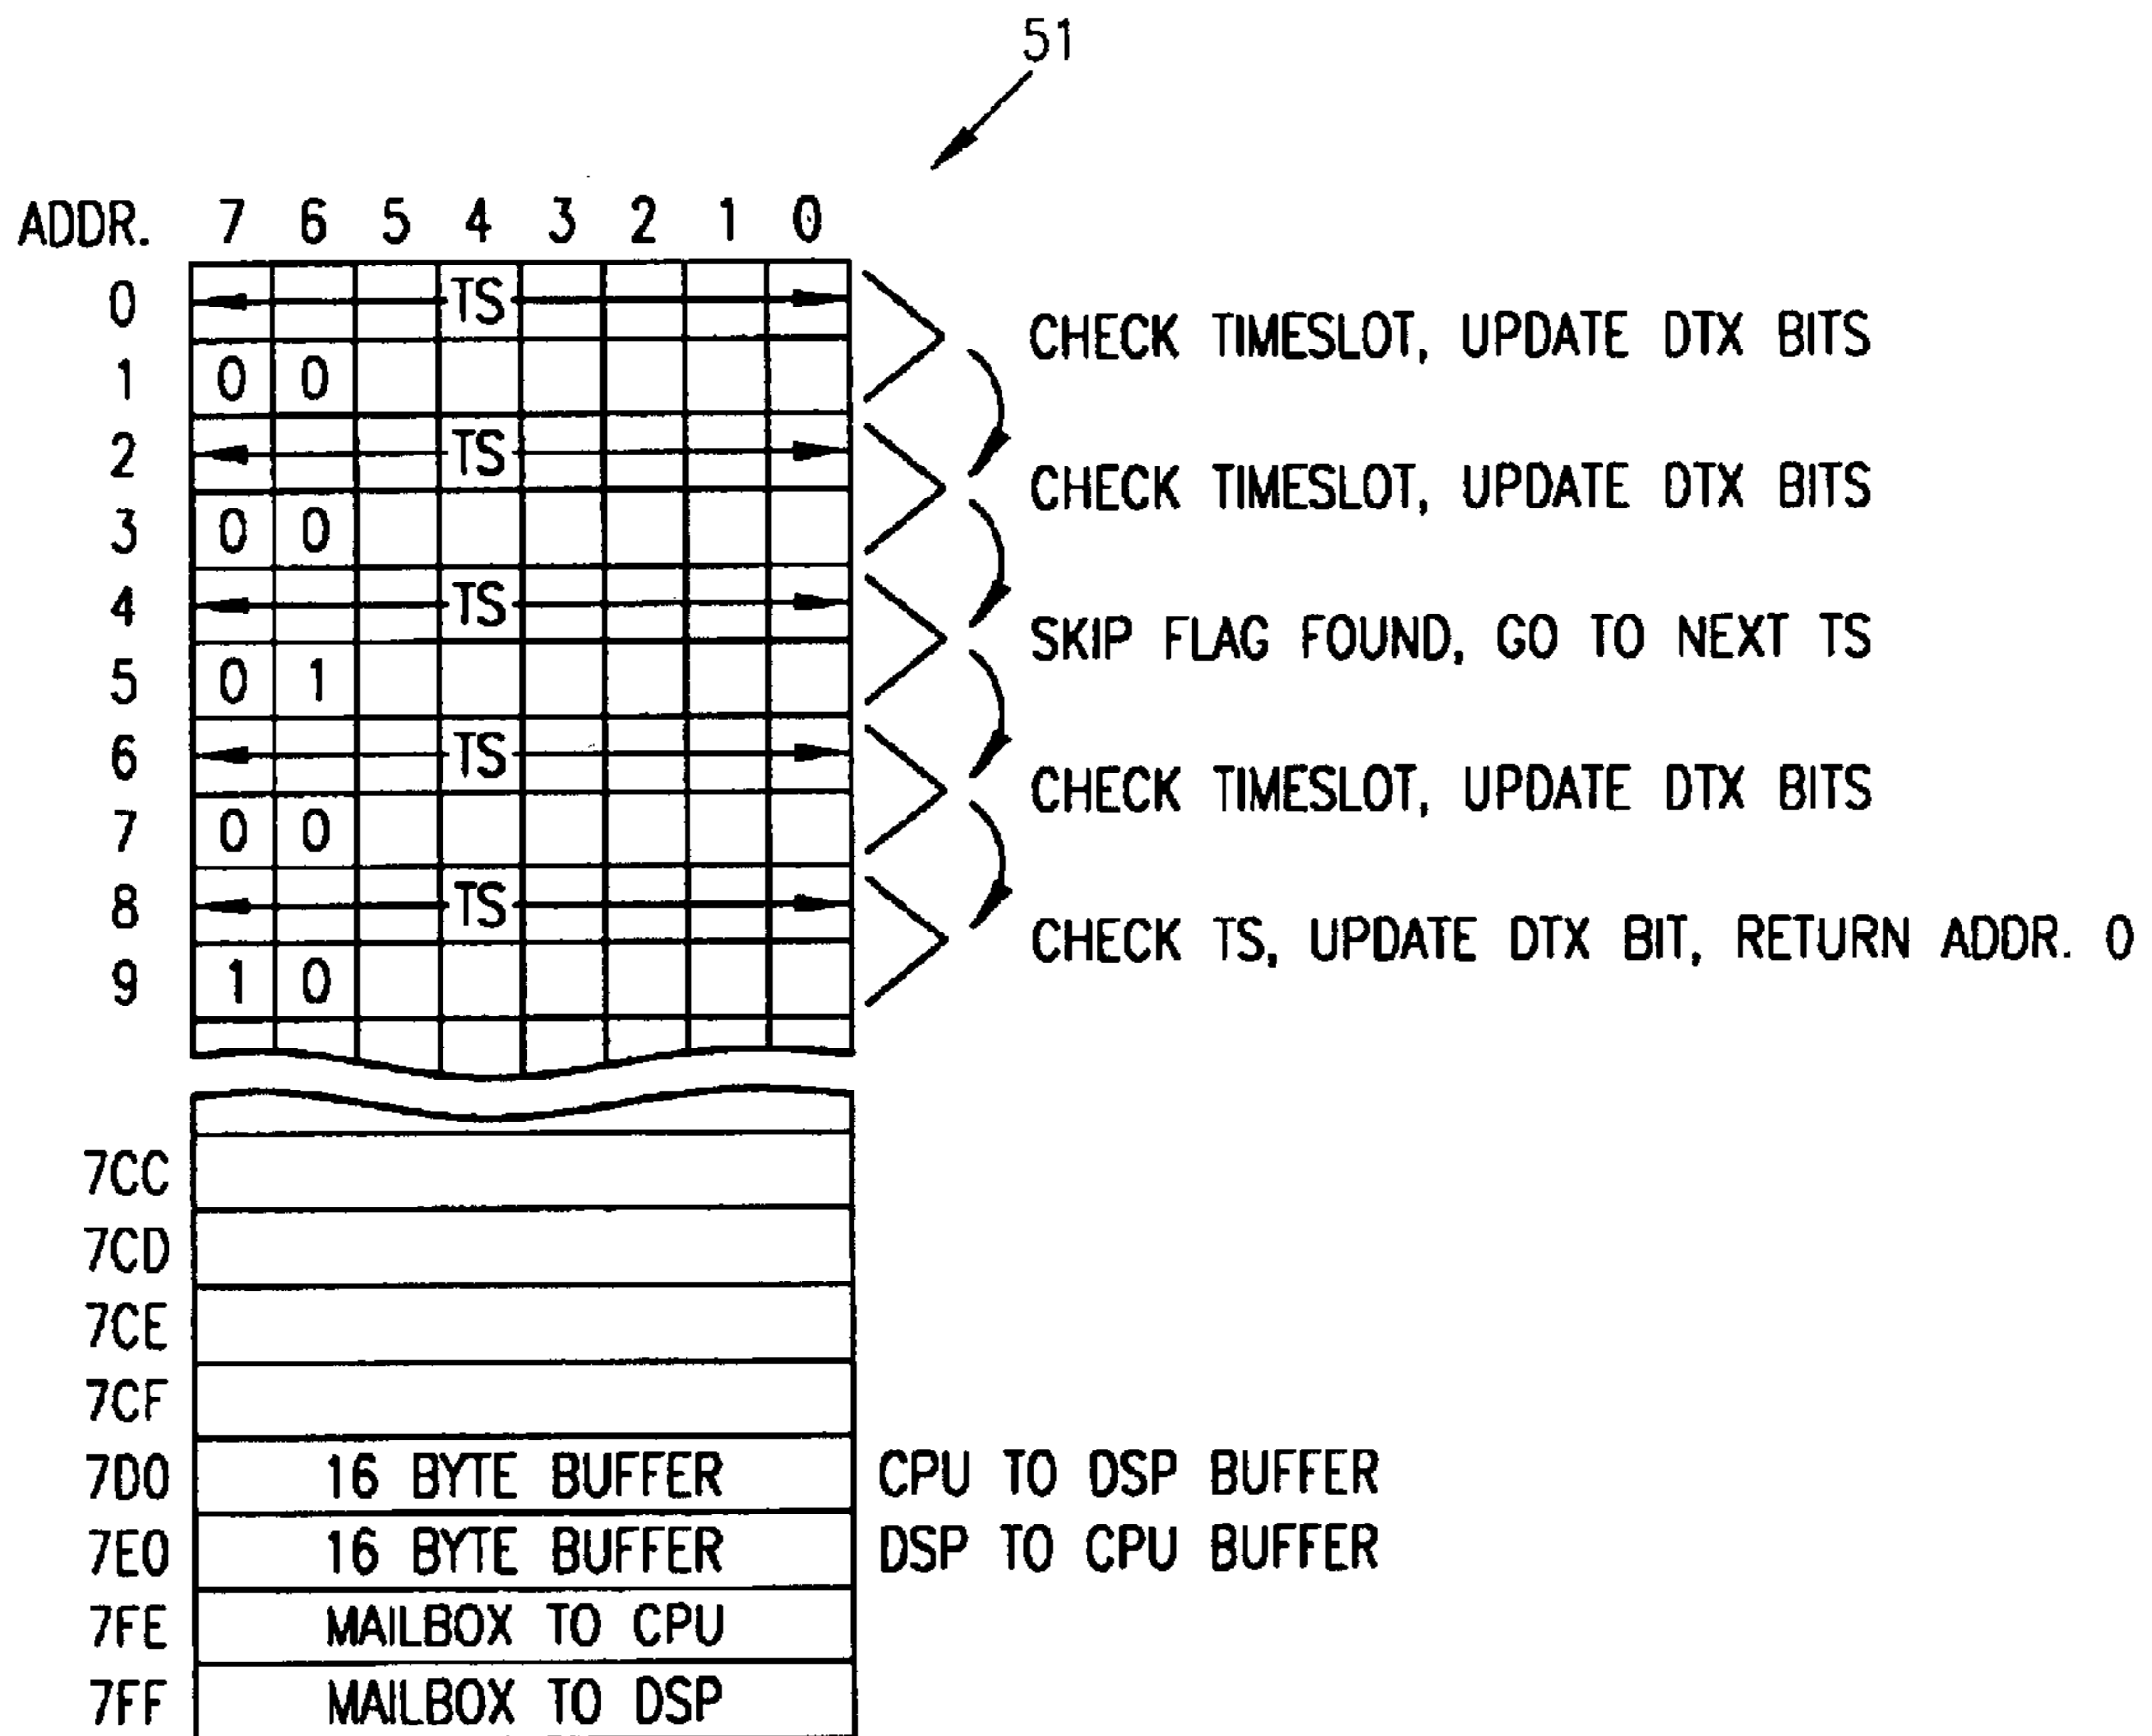 51
ADDR. 7 6 5 4 3 2 1 0
0 TS
CHECK TIMESLOT, UPDATE DTX BITS
1 0 0
2 TS
CHECK TIMESLOT, UPDATE DTX BITS
3 0 0
4 TS
SKIP FLAG FOUND, GO TO NEXT TS
5 0 1
6 TS
CHECK TIMESLOT, UPDATE DTX BITS
7 0 0
8 TS
CHECK TS, UPDATE DTX BIT, RETURN ADDR. 0
9 1 0
7CC
7CD
7CE
7CF
7D0 16 BYTE BUFFER CPU TO DSP BUFFER
7E0 16 BYTE BUFFER DSP TO CPU BUFFER
7FE MAILBOX TO CPU
7FF MAILBOX TO DSP